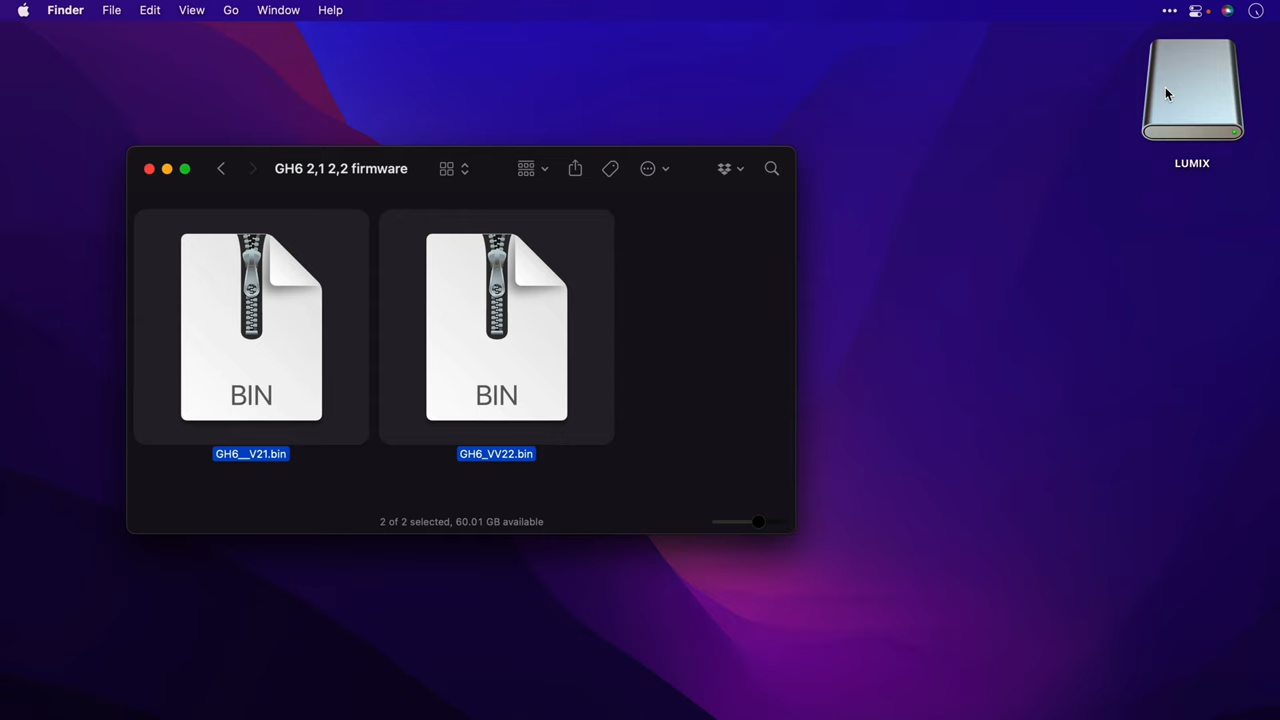 Finder File Edit View Go Window Help
LUMIX
GH6 2,1 2,2 firmware
BIN BIN
GH6__V21.bin GH6_VV22.bin
2 of 2 selected, 60.01 GB available